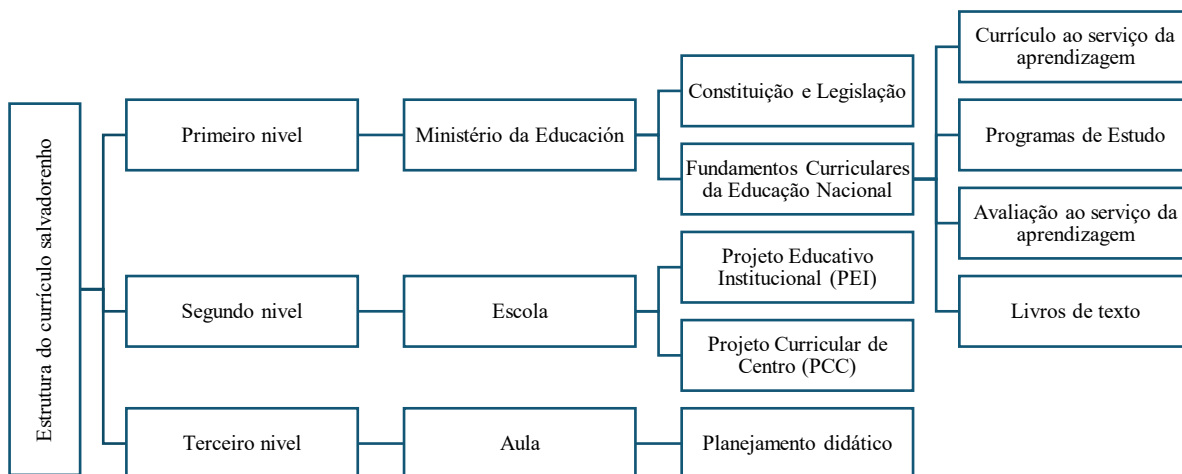 Estrutura do currículo salvadorenho
Primeiro nivel
Ministério da Educación
Constituição e Legislação
Fundamentos Curriculares
da Educação Nacional
Currículo ao serviço da
aprendizagem
Programas de Estudo
Avaliação ao serviço da
aprendizagem
Livros de texto
Segundo nivel
Escola
Projeto Educativo
Institucional (PEI)
Projeto Curricular de
Centro (PCC)
Terceiro nivel
Aula
Planejamento didático